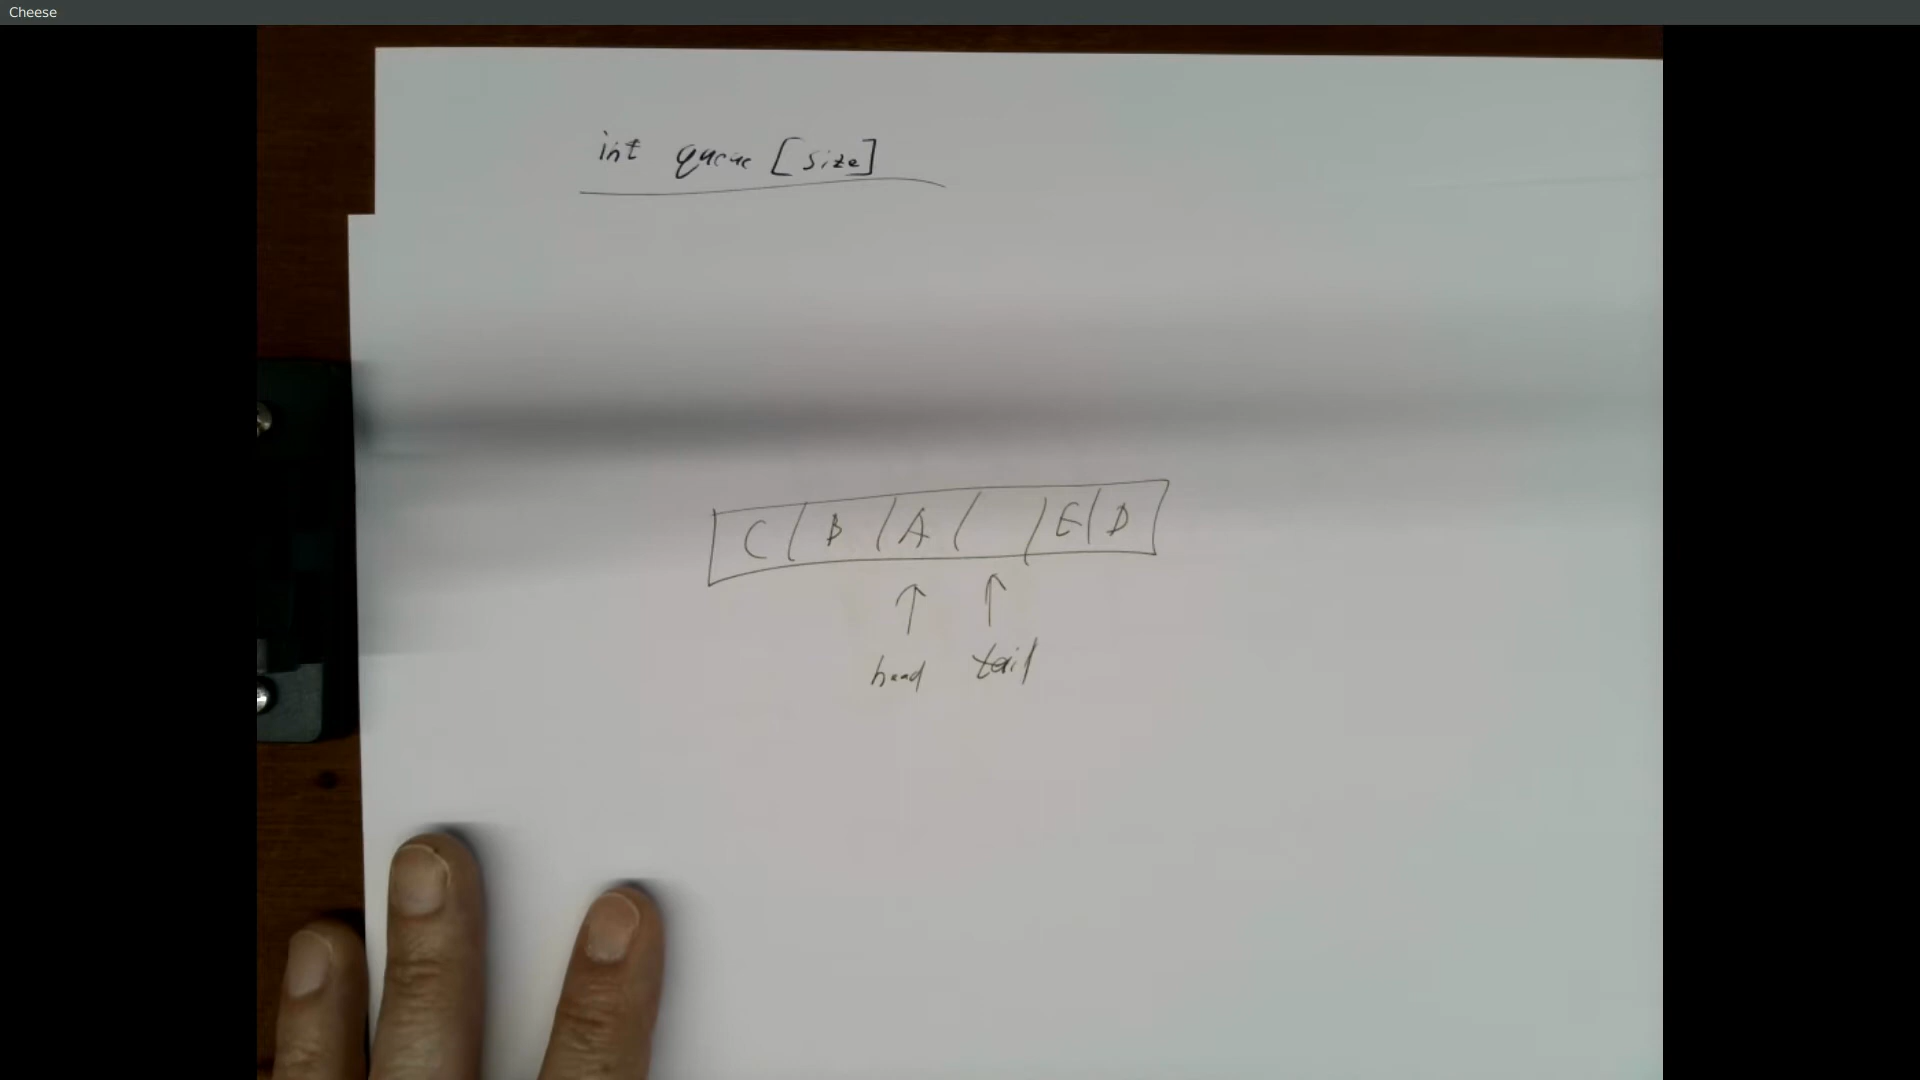 Cheese
int queue [size]
C B A E D
↑ ↑
head tail